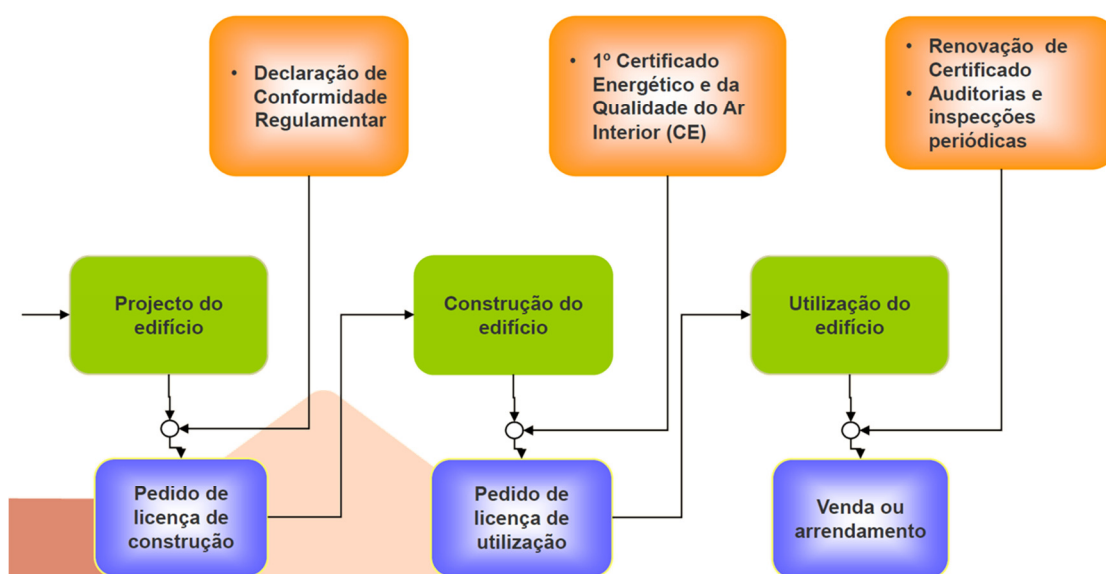 • Declaração de
Conformidade
Regulamentar
• 1º Certificado
Energético e da
Qualidade do Ar
Interior (CE)
• Renovação de
Certificado
• Auditorias e
inspecções
periódicas
Projecto do
edifício
Construção do
edifício
Utilização do
edifício
Pedido de
licença de
construção
Pedido de
licença de
utilização
Venda ou
arrendamento